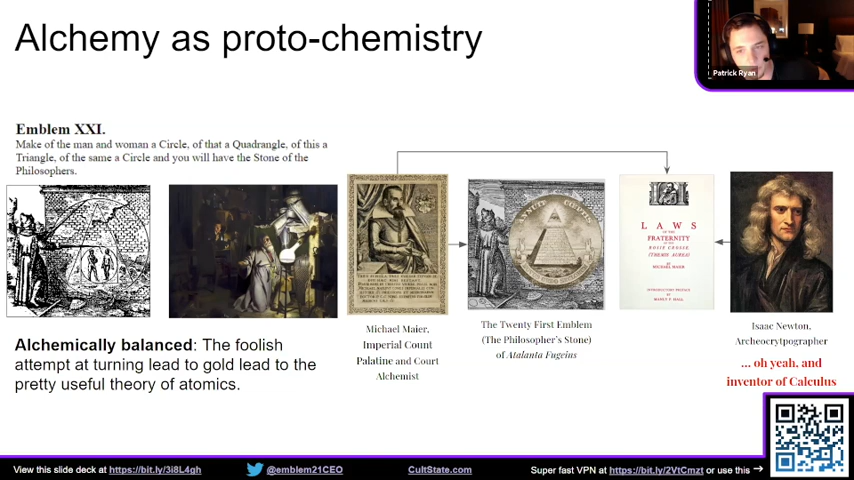 Alchemy as proto-chemistry
Patrick Ryan
Emblem XXI.
Make of the man and woman a Circle, of that a Quadrangle, of this a
Triangle, of the same a Circle and you will have the Stone of the
Philosophers.
ANNUIT COEPTIS
LAWS
OF THE
FRATERNITY
OF THE
ROSIE CROSSE
(THEMIS AUREA)
BY
MICHAEL MAIER
INTRODUCTORY PREFACE
BY
MANLY P. HALL
Michael Maier,
Imperial Count
Palatine and Court
Alchemist
The Twenty First Emblem
(The Philosopher's Stone)
of Atalanta Fugeins
Isaac Newton,
Archeocrytpographer
... oh yeah, and
inventor of Calculus
Alchemically balanced: The foolish
attempt at turning lead to gold lead to the
pretty useful theory of atomics.
View this slide deck at https://bit.ly/3i8L4gh
@emblem21CEO
CultState.com
Super fast VPN at https://bit.ly/2VtCmzt or use this →